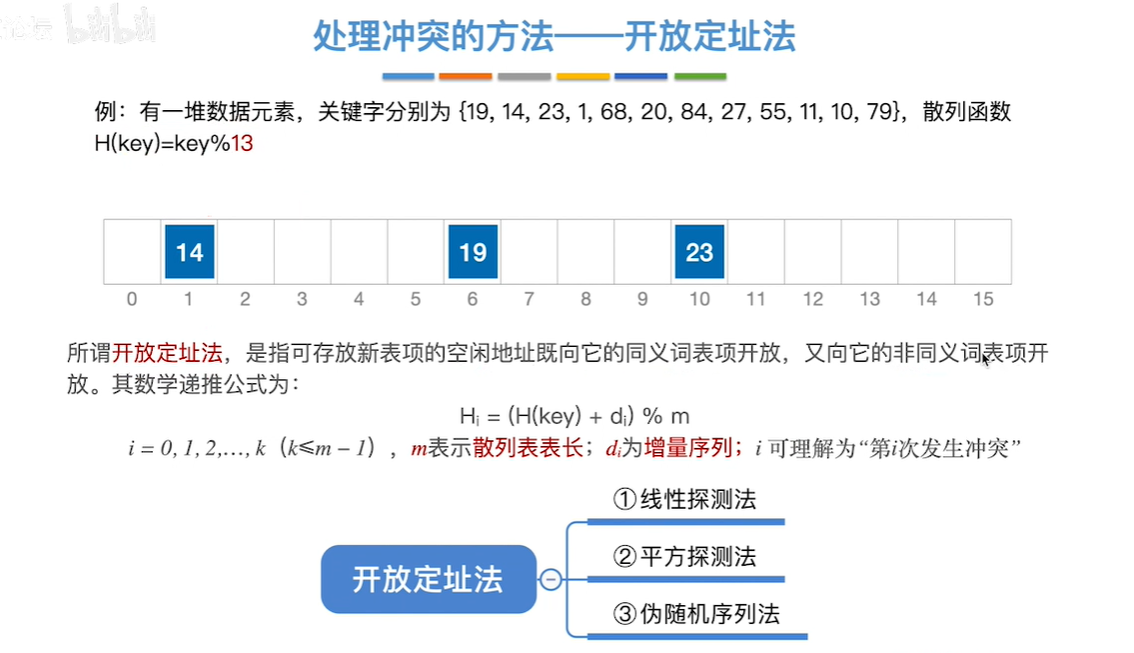 处理冲突的方法——开放定址法
例：有一堆数据元素，关键字分别为 {19, 14, 23, 1, 68, 20, 84, 27, 55, 11, 10, 79}，散列函数
H(key)=key%13
14 19 23
0 1 2 3 4 5 6 7 8 9 10 11 12 13 14 15
所谓开放定址法，是指可存放新表项的空闲地址既向它的同义词表项开放，又向它的非同义词表项开
放。其数学递推公式为：
Hᵢ = (H(key) + dᵢ) % m
i = 0, 1, 2,…, k（k≤m − 1），m表示散列表表长；dᵢ为增量序列；i 可理解为“第i次发生冲突”
①线性探测法
②平方探测法
开放定址法
③伪随机序列法